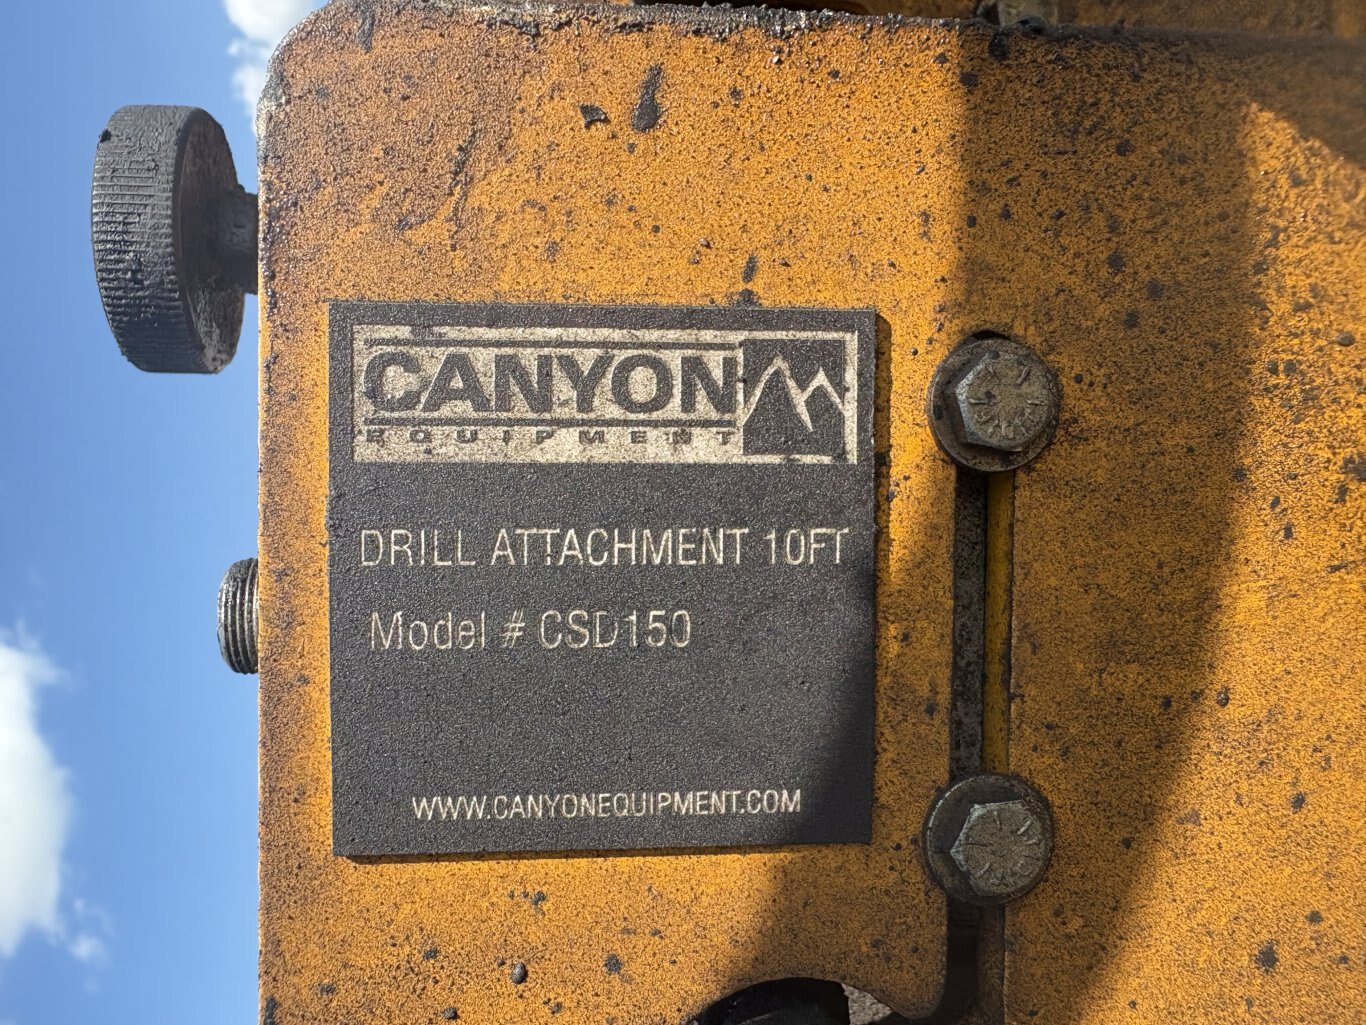 CANYON
EQUIPMENT
DRILL ATTACHMENT 10FT
Model # CSD150
WWW.CANYONEQUIPMENT.COM